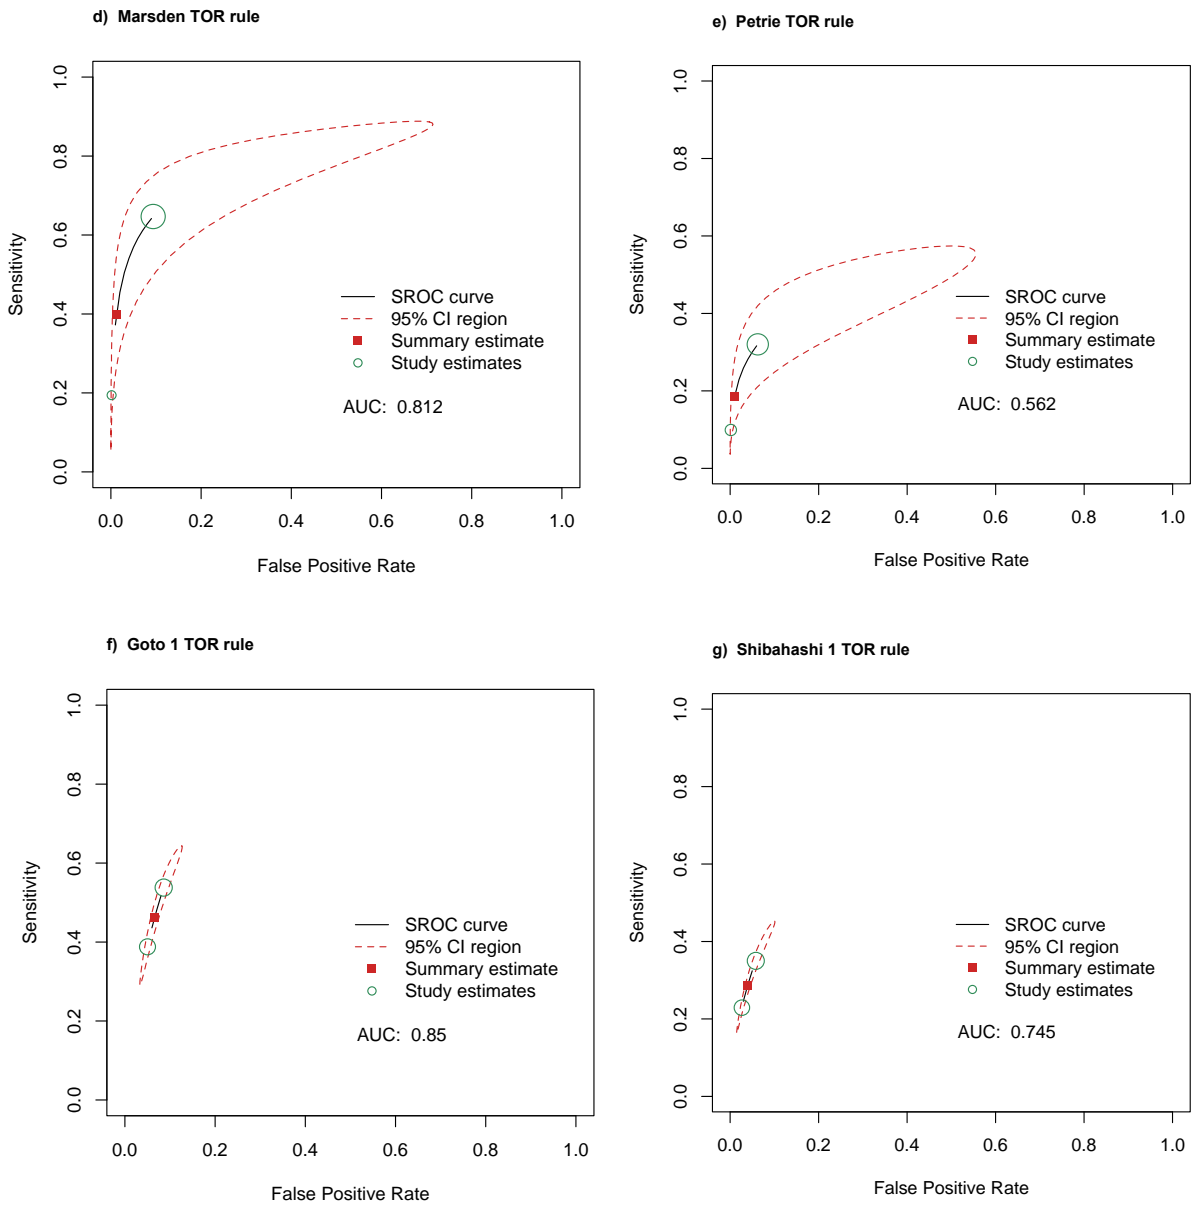 d) Marsden TOR rule
1.0
0.8
0.6
0.4
0.2
0.0
Sensitivity
SROC curve
95% CI region
Summary estimate
Study estimates
AUC: 0.812
0.0 0.2 0.4 0.6 0.8 1.0
False Positive Rate
e) Petrie TOR rule
1.0
0.8
0.6
0.4
0.2
0.0
Sensitivity
SROC curve
95% CI region
Summary estimate
Study estimates
AUC: 0.562
0.0 0.2 0.4 0.6 0.8 1.0
False Positive Rate
f) Goto 1 TOR rule
1.0
0.8
0.6
0.4
0.2
0.0
Sensitivity
SROC curve
95% CI region
Summary estimate
Study estimates
AUC: 0.85
0.0 0.2 0.4 0.6 0.8 1.0
False Positive Rate
g) Shibahashi 1 TOR rule
1.0
0.8
0.6
0.4
0.2
0.0
Sensitivity
SROC curve
95% CI region
Summary estimate
Study estimates
AUC: 0.745
0.0 0.2 0.4 0.6 0.8 1.0
False Positive Rate